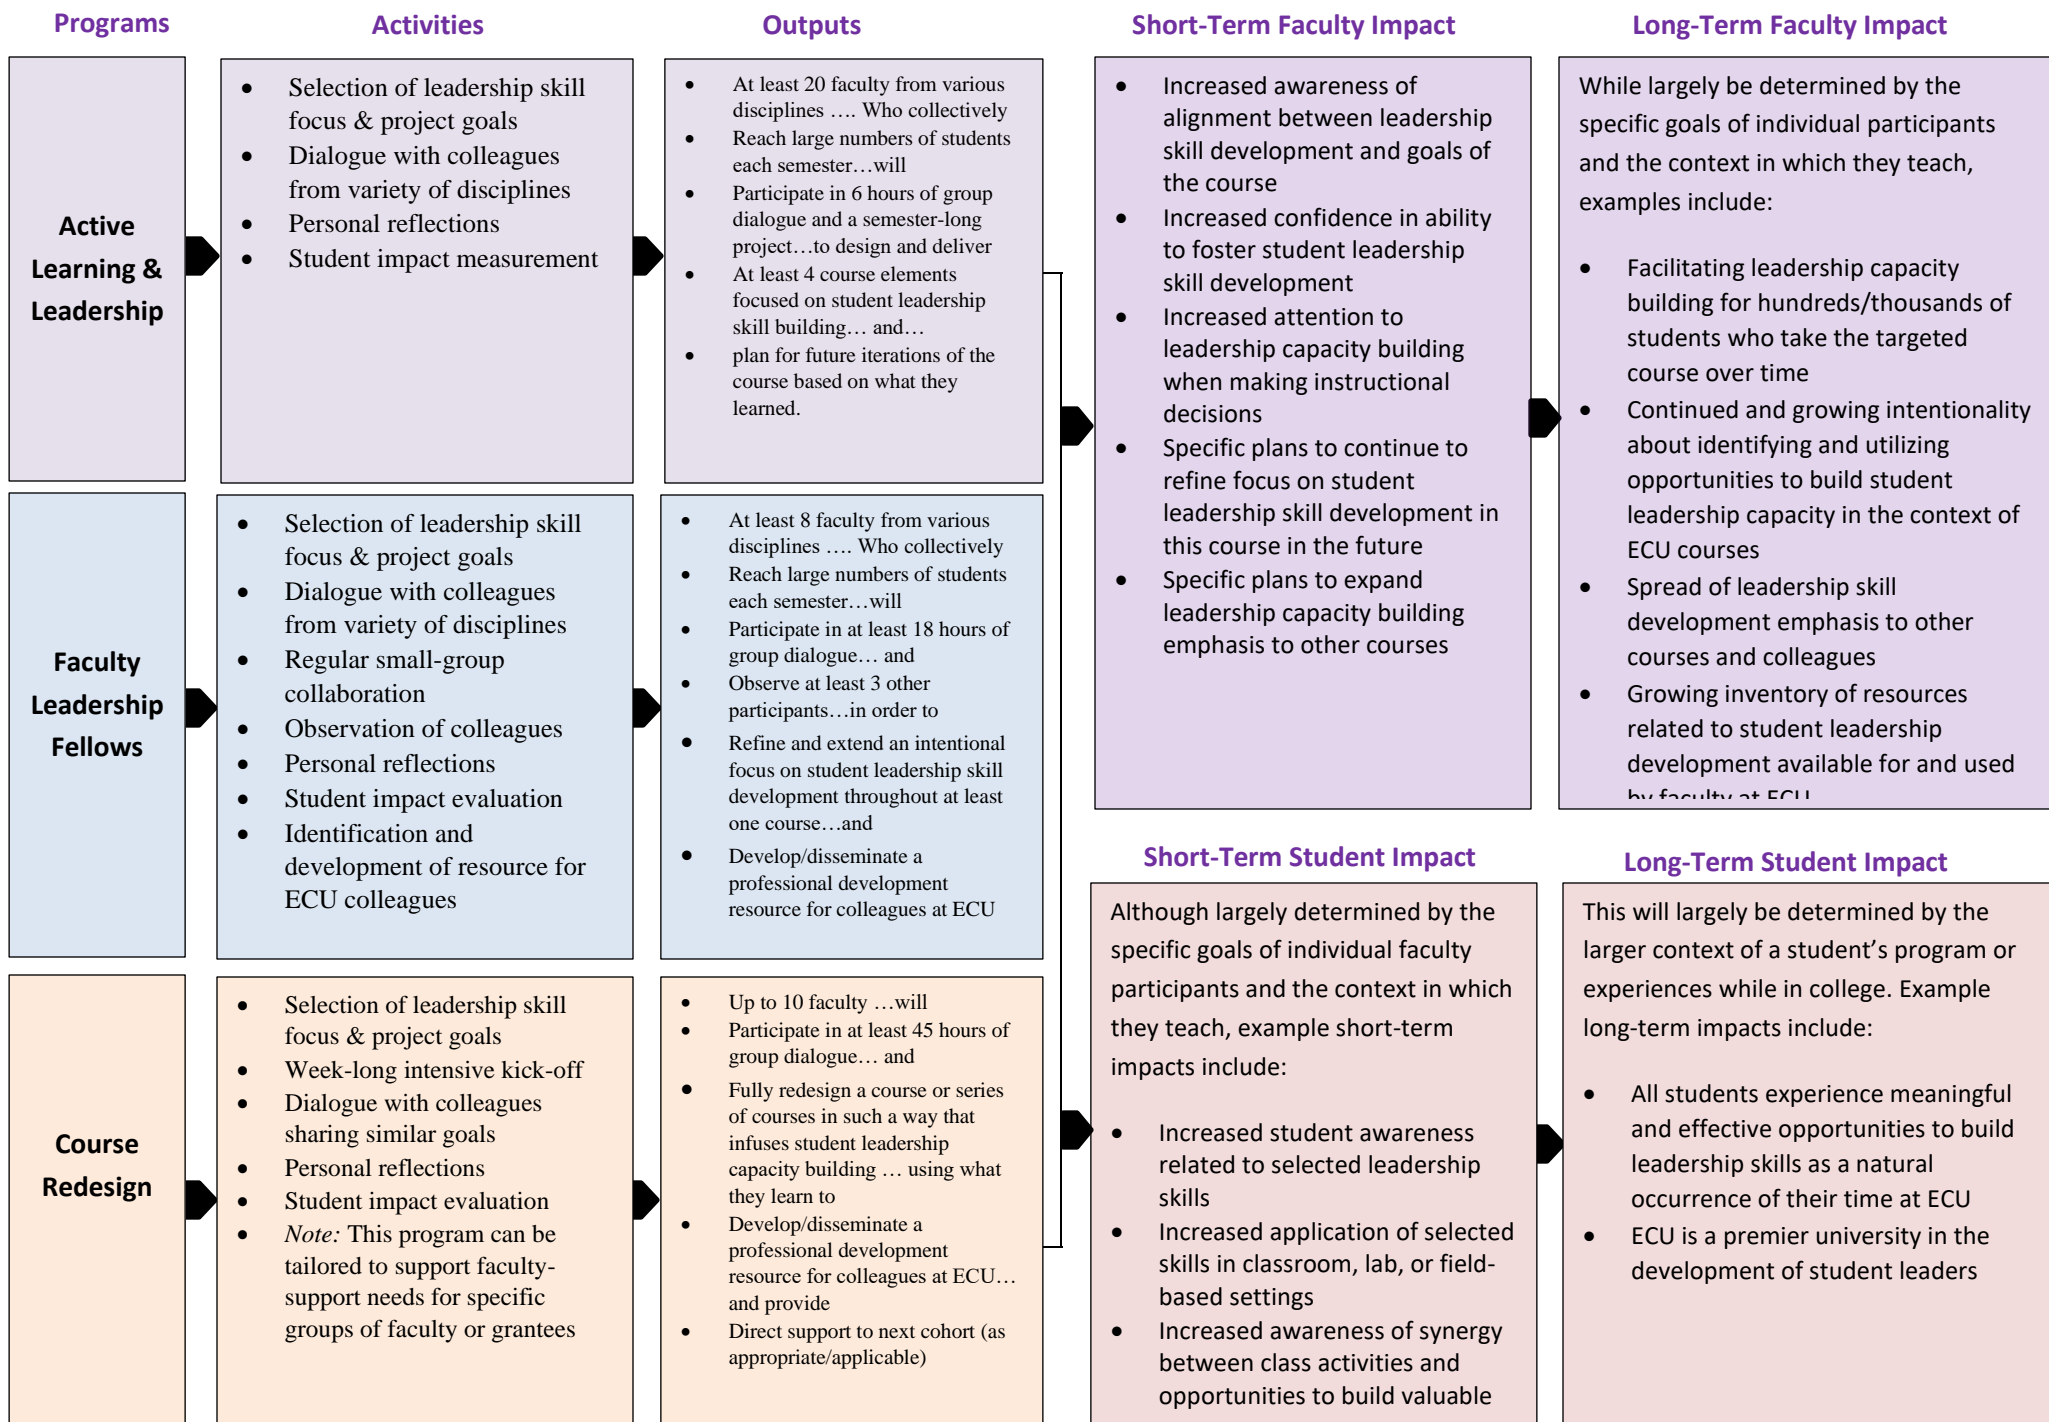 Programs
Activities
Outputs
Short-Term Faculty Impact
Long-Term Faculty Impact
Active
Learning &
Leadership
• Selection of leadership skill
focus & project goals
• Dialogue with colleagues
from variety of disciplines
• Personal reflections
• Student impact measurement
• At least 20 faculty from various
disciplines …. Who collectively
• Reach large numbers of students
each semester…will
• Participate in 6 hours of group
dialogue and a semester-long
project…to design and deliver
• At least 4 course elements
focused on student leadership
skill building… and…
• plan for future iterations of the
course based on what they
learned.
Faculty
Leadership
Fellows
• Selection of leadership skill
focus & project goals
• Dialogue with colleagues
from variety of disciplines
• Regular small-group
collaboration
• Observation of colleagues
• Personal reflections
• Student impact evaluation
• Identification and
development of resource for
ECU colleagues
• At least 8 faculty from various
disciplines …. Who collectively
• Reach large numbers of students
each semester…will
• Participate in at least 18 hours of
group dialogue… and
• Observe at least 3 other
participants…in order to
• Refine and extend an intentional
focus on student leadership skill
development throughout at least
one course…and
• Develop/disseminate a
professional development
resource for colleagues at ECU
Course
Redesign
• Selection of leadership skill
focus & project goals
• Week-long intensive kick-off
• Dialogue with colleagues
sharing similar goals
• Personal reflections
• Student impact evaluation
• Note: This program can be
tailored to support faculty-
support needs for specific
groups of faculty or grantees
• Up to 10 faculty …will
• Participate in at least 45 hours of
group dialogue… and
• Fully redesign a course or series
of courses in such a way that
infuses student leadership
capacity building … using what
they learn to
• Develop/disseminate a
professional development
resource for colleagues at ECU…
and provide
• Direct support to next cohort (as
appropriate/applicable)
• Increased awareness of
alignment between leadership
skill development and goals of
the course
• Increased confidence in ability
to foster student leadership
skill development
• Increased attention to
leadership capacity building
when making instructional
decisions
• Specific plans to continue to
refine focus on student
leadership skill development in
this course in the future
• Specific plans to expand
leadership capacity building
emphasis to other courses
While largely be determined by the
specific goals of individual participants
and the context in which they teach,
examples include:
• Facilitating leadership capacity
building for hundreds/thousands of
students who take the targeted
course over time
• Continued and growing intentionality
about identifying and utilizing
opportunities to build student
leadership capacity in the context of
ECU courses
• Spread of leadership skill
development emphasis to other
courses and colleagues
• Growing inventory of resources
related to student leadership
development available for and used
by faculty at ECU
Short-Term Student Impact
Long-Term Student Impact
Although largely determined by the
specific goals of individual faculty
participants and the context in which
they teach, example short-term
impacts include:
• Increased student awareness
related to selected leadership
skills
• Increased application of selected
skills in classroom, lab, or field-
based settings
• Increased awareness of synergy
between class activities and
opportunities to build valuable
This will largely be determined by the
larger context of a student’s program or
experiences while in college. Example
long-term impacts include:
• All students experience meaningful
and effective opportunities to build
leadership skills as a natural
occurrence of their time at ECU
• ECU is a premier university in the
development of student leaders